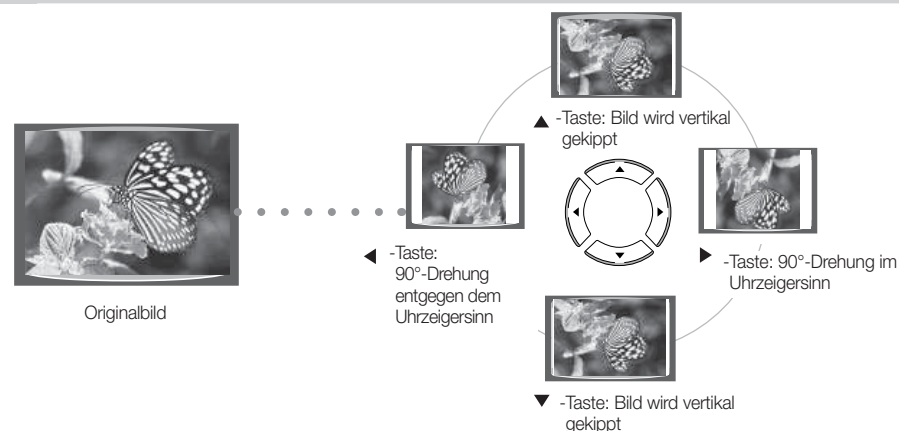 ▲ -Taste: Bild wird vertikal
gekippt
◀ -Taste:
90°-Drehung
entgegen dem
Uhrzeigersinn
▶ -Taste: 90°-Drehung im
Uhrzeigersinn
Originalbild
▼ -Taste: Bild wird vertikal
gekippt